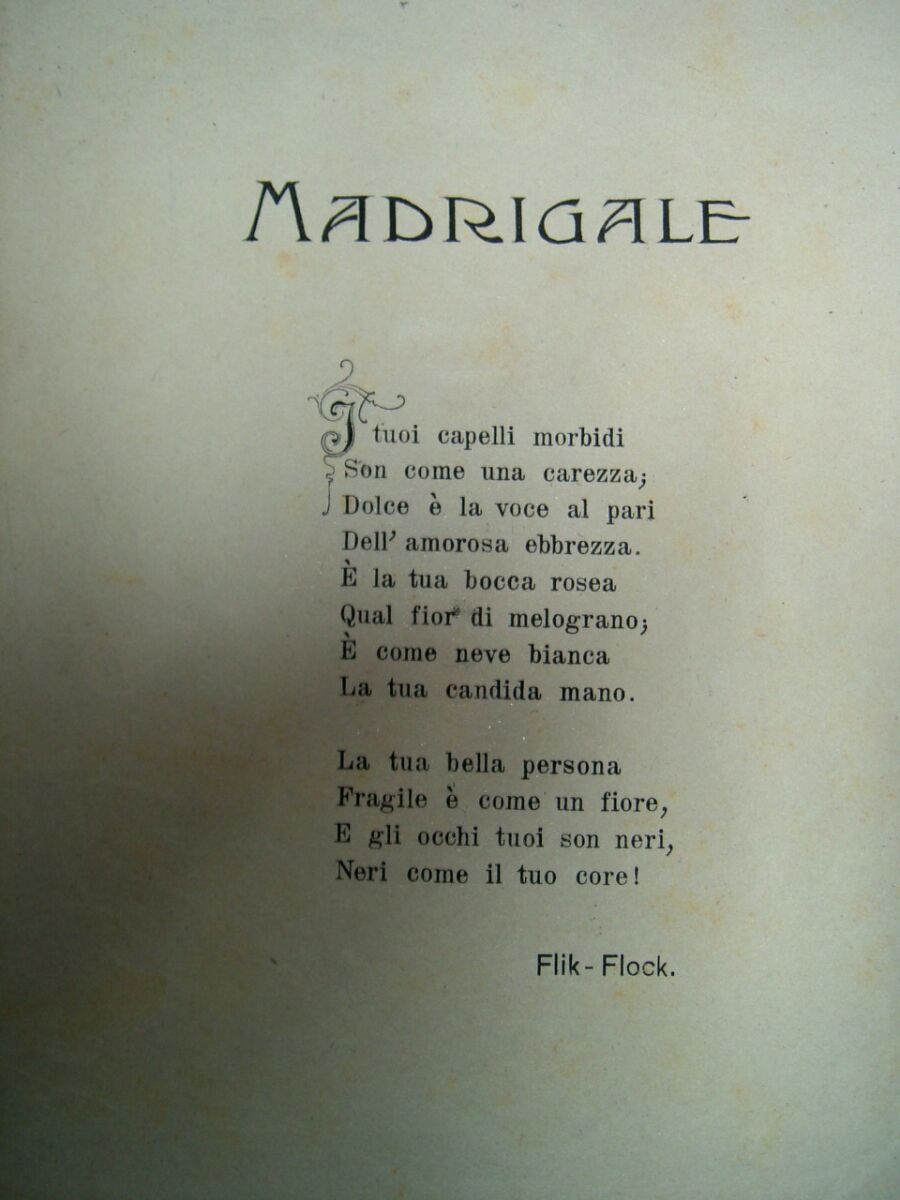 MADRIGALE
I tuoi capelli morbidi
Son come una carezza;
Dolce è la voce al pari
Dell' amorosa ebbrezza.
È la tua bocca rosea
Qual fior di melograno;
È come neve bianca
La tua candida mano.
La tua bella persona
Fragile è come un fiore,
E gli occhi tuoi son neri,
Neri come il tuo core!
Flik - Flock.